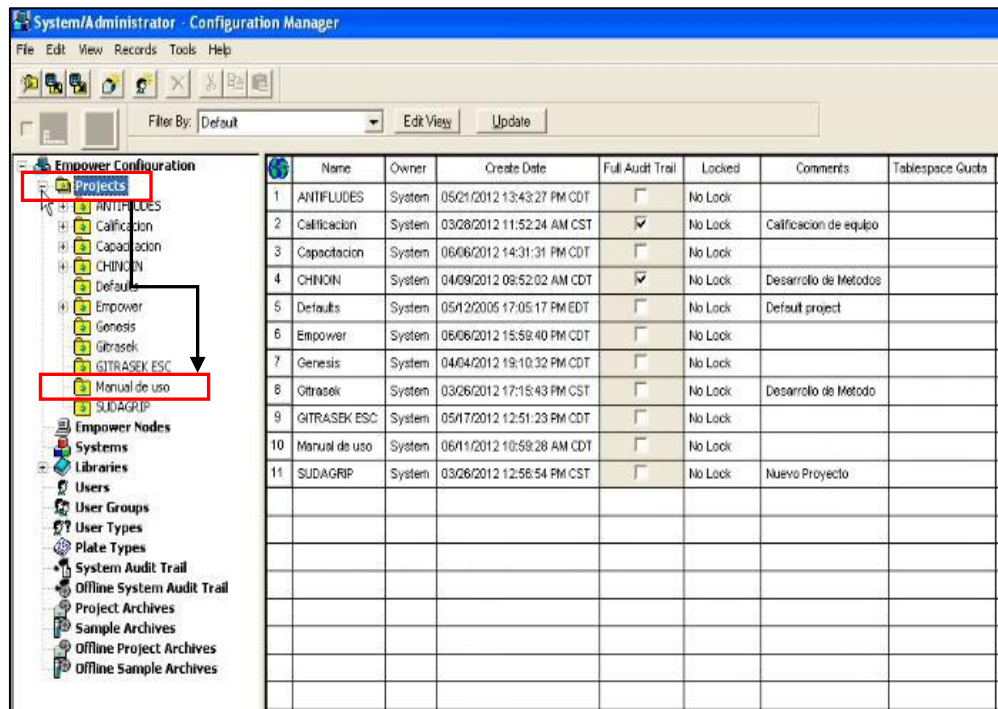 System/Administrator - Configuration Manager
File Edit View Records Tools Help
Filter By: Default Edit View Update
Empower Configuration
Projects
ANTIFLUDES
Calificacion
Capacitacion
CHINOIN
Defaults
Empower
Genesis
Gitrasek
GITRASEK ESC
Manual de uso
SUDAGRIP
Empower Nodes
Systems
Libraries
Users
User Groups
User Types
Plate Types
System Audit Trail
Offline System Audit Trail
Project Archives
Sample Archives
Offline Project Archives
Offline Sample Archives
Name Owner Create Date Full Audit Trail Locked Comments Tablespace Quota
1 ANTIFLUDES System 05/21/2012 13:43:27 PM CDT No Lock
2 Calificacion System 03/28/2012 11:52:24 AM CST No Lock Calificacion de equipo
3 Capacitacion System 06/06/2012 14:31:31 PM CDT No Lock
4 CHINOIN System 04/09/2012 09:52:02 AM CDT No Lock Desarrollo de Metodos
5 Defaults System 05/12/2005 17:05:17 PM EDT No Lock Default project
6 Empower System 06/06/2012 15:59:40 PM CDT No Lock
7 Genesis System 04/04/2012 19:10:32 PM CDT No Lock
8 Gitrasek System 03/26/2012 17:15:43 PM CST No Lock Desarrollo de Metodo
9 GITRASEK ESC System 05/17/2012 12:51:23 PM CDT No Lock
10 Manual de uso System 06/11/2012 10:59:28 AM CDT No Lock
11 SUDAGRIP System 03/26/2012 12:56:54 PM CST No Lock Nuevo Proyecto